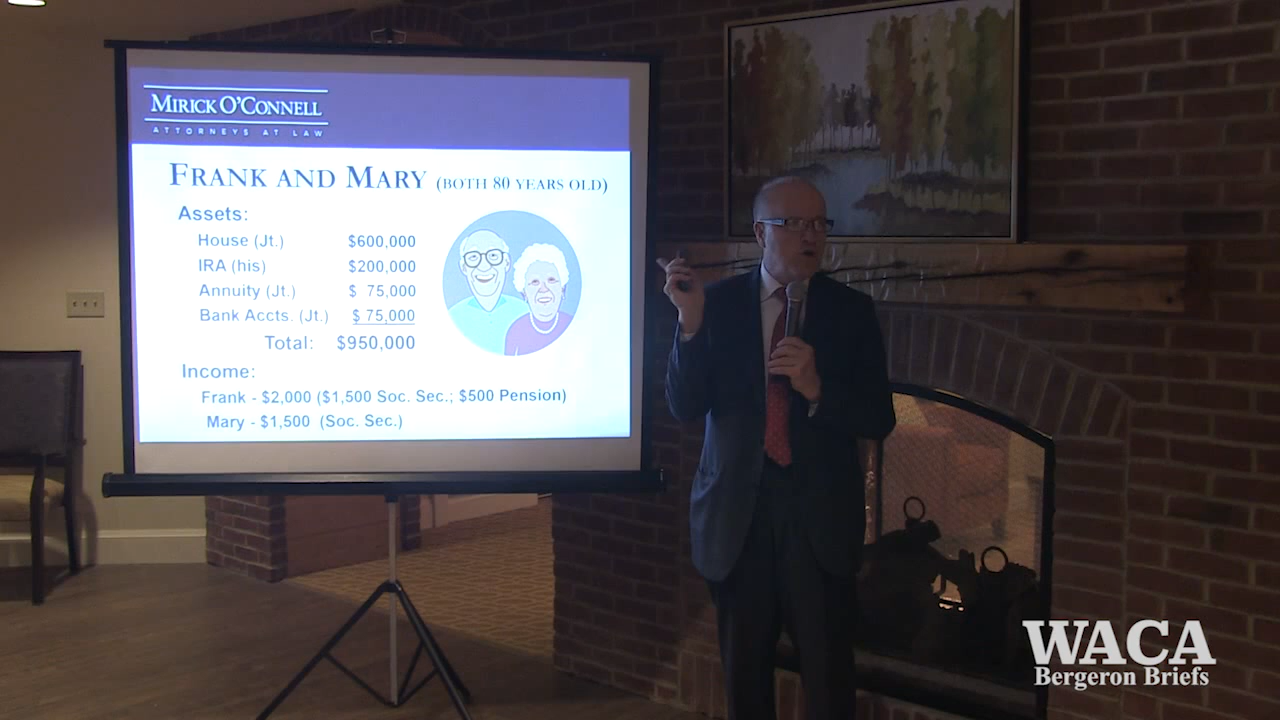 MIRICK O'CONNELL
ATTORNEYS AT LAW
FRANK AND MARY (BOTH 80 YEARS OLD)
Assets:
House (Jt.) $600,000
IRA (his) $200,000
Annuity (Jt.) $ 75,000
Bank Accts. (Jt.) $ 75,000
Total: $950,000
Income:
Frank - $2,000 ($1,500 Soc. Sec.; $500 Pension)
Mary - $1,500 (Soc. Sec.)
WACA
Bergeron Briefs